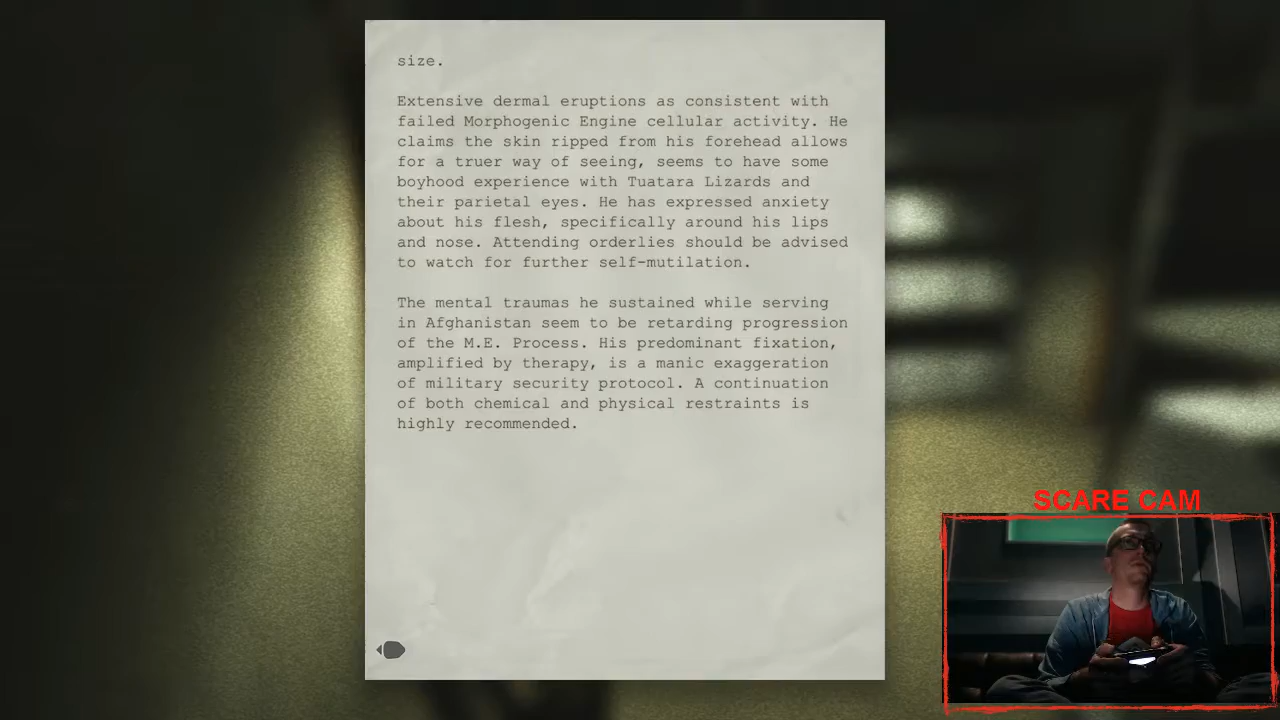 size.
Extensive dermal eruptions as consistent with
failed Morphogenic Engine cellular activity. He
claims the skin ripped from his forehead allows
for a truer way of seeing, seems to have some
boyhood experience with Tuatara Lizards and
their parietal eyes. He has expressed anxiety
about his flesh, specifically around his lips
and nose. Attending orderlies should be advised
to watch for further self-mutilation.
The mental traumas he sustained while serving
in Afghanistan seem to be retarding progression
of the M.E. Process. His predominant fixation,
amplified by therapy, is a manic exaggeration
of military security protocol. A continuation
of both chemical and physical restraints is
highly recommended.
SCARE CAM